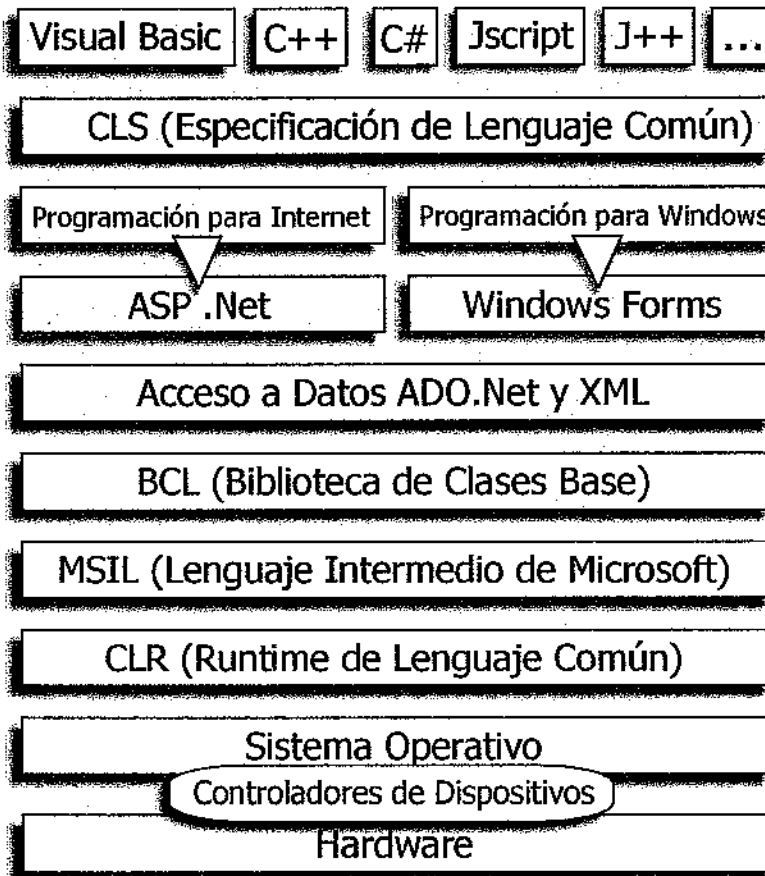 Visual Basic C++ C# Jscript J++ ...
CLS (Especificación de Lenguaje Común)
Programación para Internet Programación para Windows
ASP .Net Windows Forms
Acceso a Datos ADO.Net y XML
BCL (Biblioteca de Clases Base)
MSIL (Lenguaje Intermedio de Microsoft)
CLR (Runtime de Lenguaje Común)
Sistema Operativo
Controladores de Dispositivos
Hardware